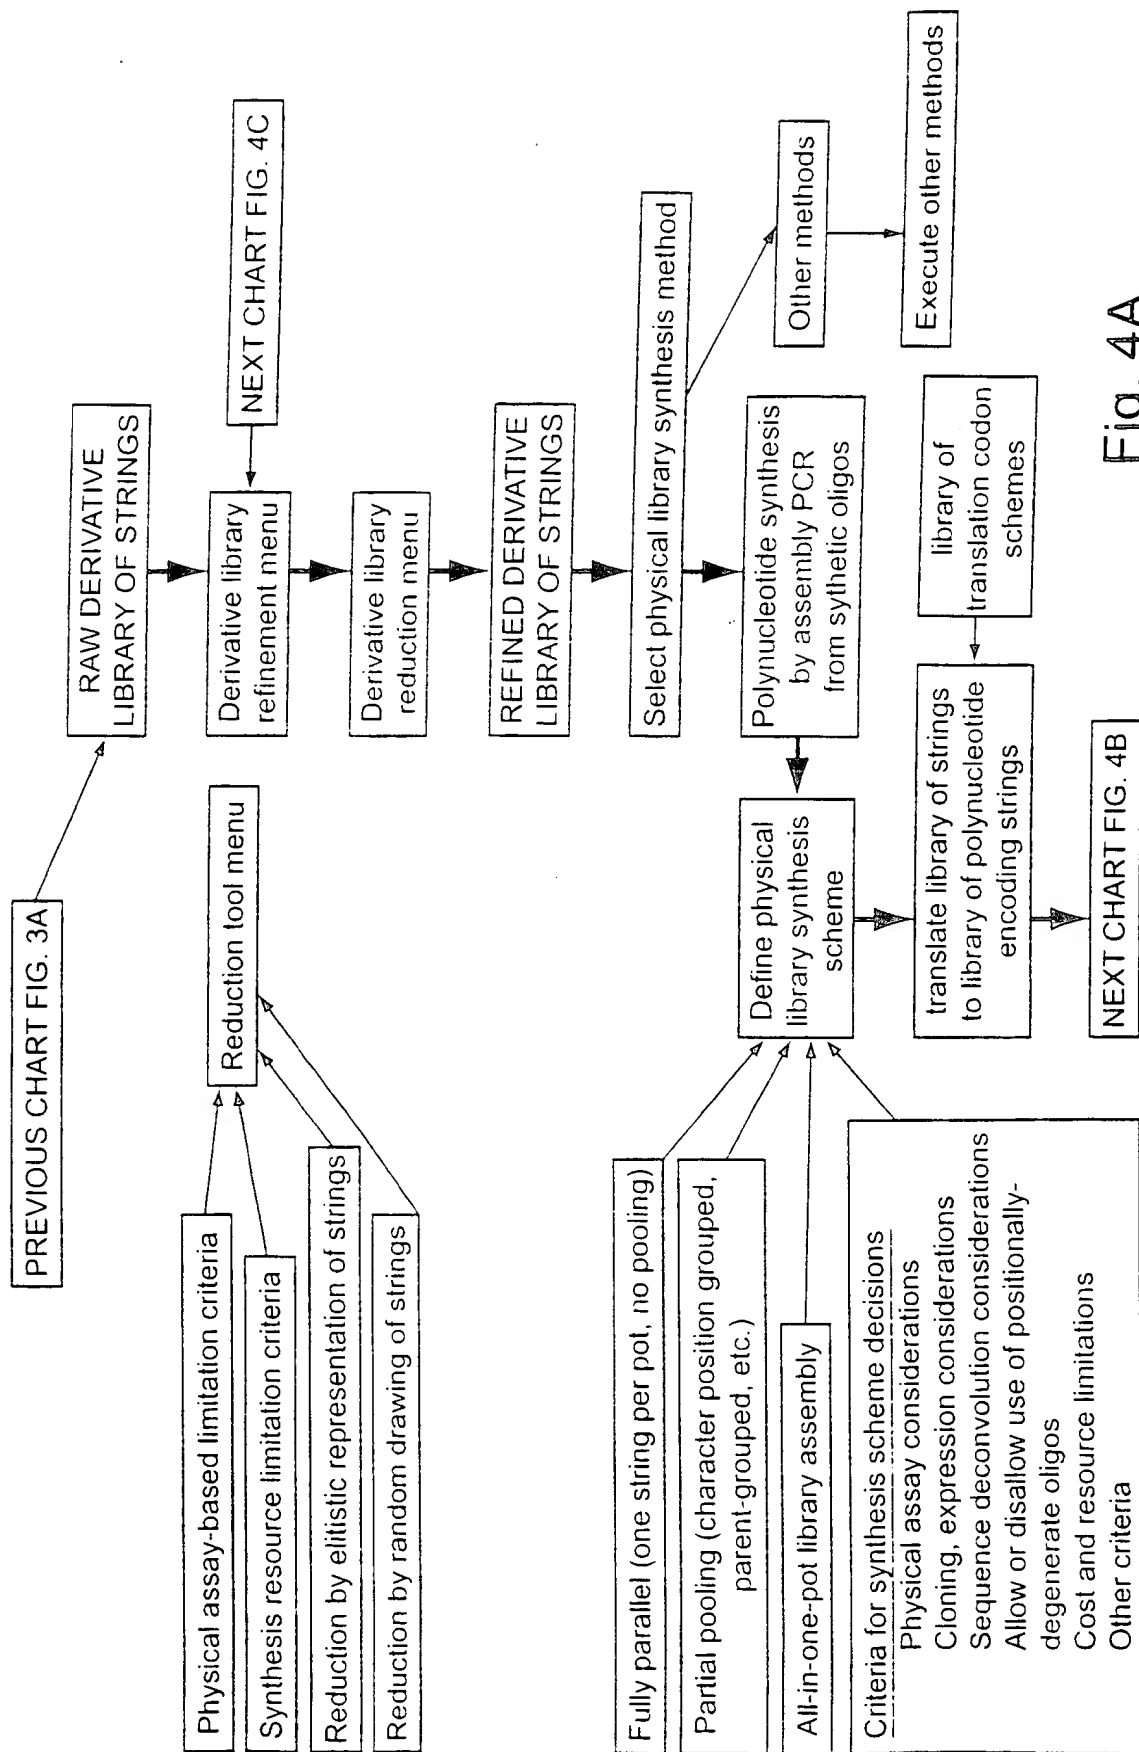 PREVIOUS CHART FIG. 3A
RAW DERIVATIVE
LIBRARY OF STRINGS
NEXT CHART FIG. 4C
Derivative library
refinement menu
Reduction tool menu
Physical assay-based limitation criteria
Synthesis resource limitation criteria
Reduction by elitistic representation of strings
Reduction by random drawing of strings
Derivative library
reduction menu
REFINED DERIVATIVE
LIBRARY OF STRINGS
Select physical library synthesis method
Other methods
Execute other methods
Polynucleotide synthesis
by assembly PCR
from sythetic oligos
Define physical
library synthesis
scheme
Fully parallel (one string per pot, no pooling)
Partial pooling (character position grouped,
parent-grouped, etc.)
All-in-one-pot library assembly
Criteria for synthesis scheme decisions
Physical assay considerations
Cloning, expression considerations
Sequence deconvolution considerations
Allow or disallow use of positionally-
degenerate oligos
Cost and resource limitations
Other criteria
library of
translation codon
schemes
translate library of strings
to library of polynucleotide
encoding strings
NEXT CHART FIG. 4B
Fig. 4A